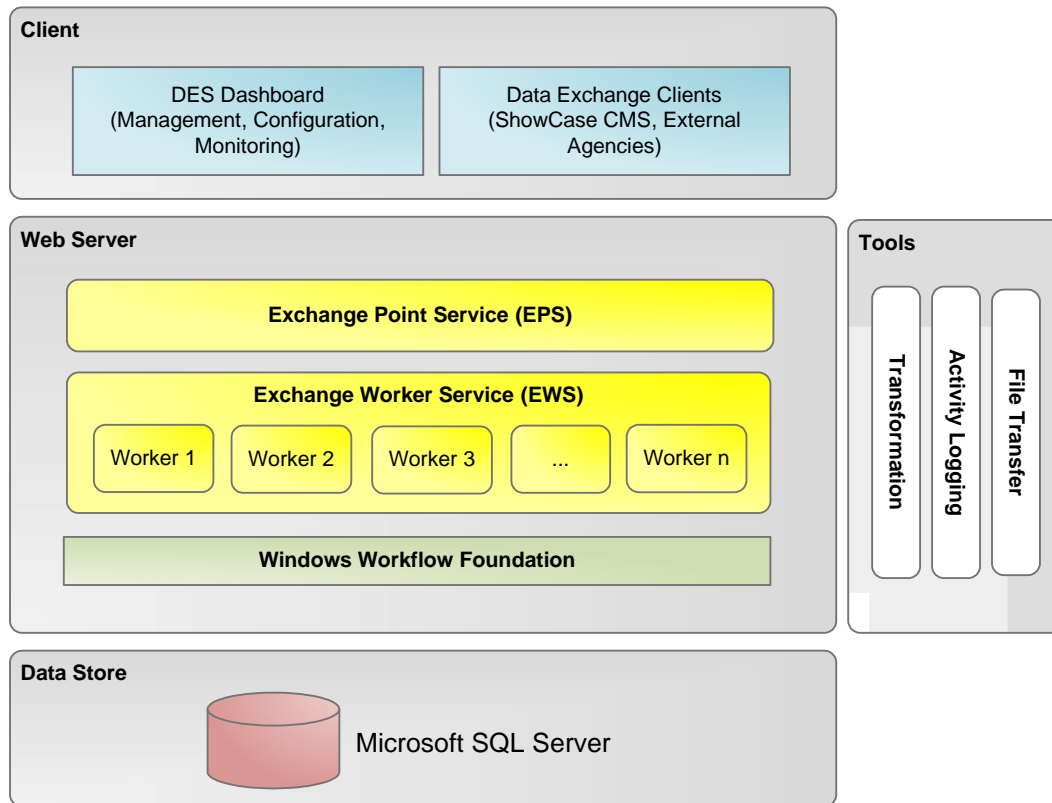 Client
DES Dashboard
(Management, Configuration,
Monitoring)
Data Exchange Clients
(ShowCase CMS, External
Agencies)
Web Server
Exchange Point Service (EPS)
Exchange Worker Service (EWS)
Worker 1
Worker 2
Worker 3
...
Worker n
Windows Workflow Foundation
Tools
Transformation
Activity Logging
File Transfer
Data Store
Microsoft SQL Server